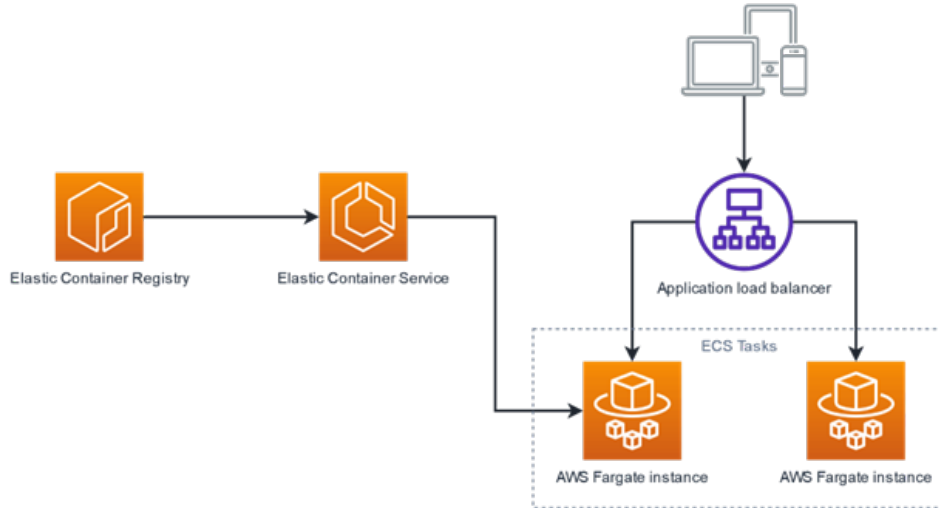 Elastic Container Registry
Elastic Container Service
Application load balancer
ECS Tasks
AWS Fargate instance
AWS Fargate instance